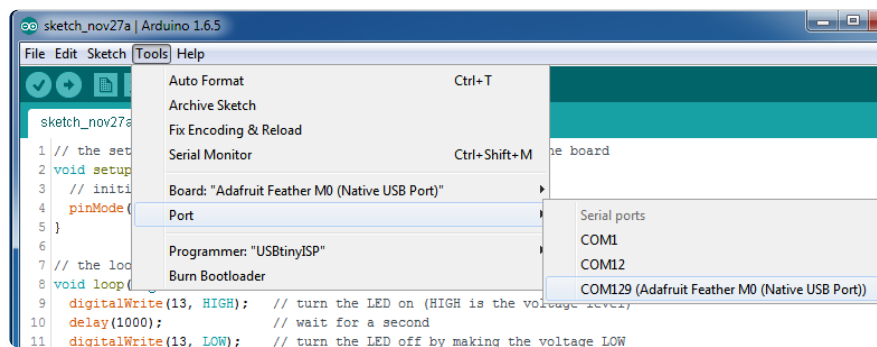 sketch_nov27a | Arduino 1.6.5
File Edit Sketch Tools Help
Auto Format Ctrl+T
Archive Sketch
sketch_nov27a
Fix Encoding & Reload
1 // the set he board
Serial Monitor Ctrl+Shift+M
2 void setup
3 // initi
Board: "Adafruit Feather M0 (Native USB Port)"
4 pinMode(
Port
Serial ports
5 }
COM1
6
Programmer: "USBtinyISP"
7 // the loo
COM12
Burn Bootloader
8 void loop(
COM129 (Adafruit Feather M0 (Native USB Port))
9 digitalWrite(13, HIGH); // turn the LED on (HIGH is the voltage level)
10 delay(1000); // wait for a second
11 digitalWrite(13, LOW); // turn the LED off by making the voltage LOW